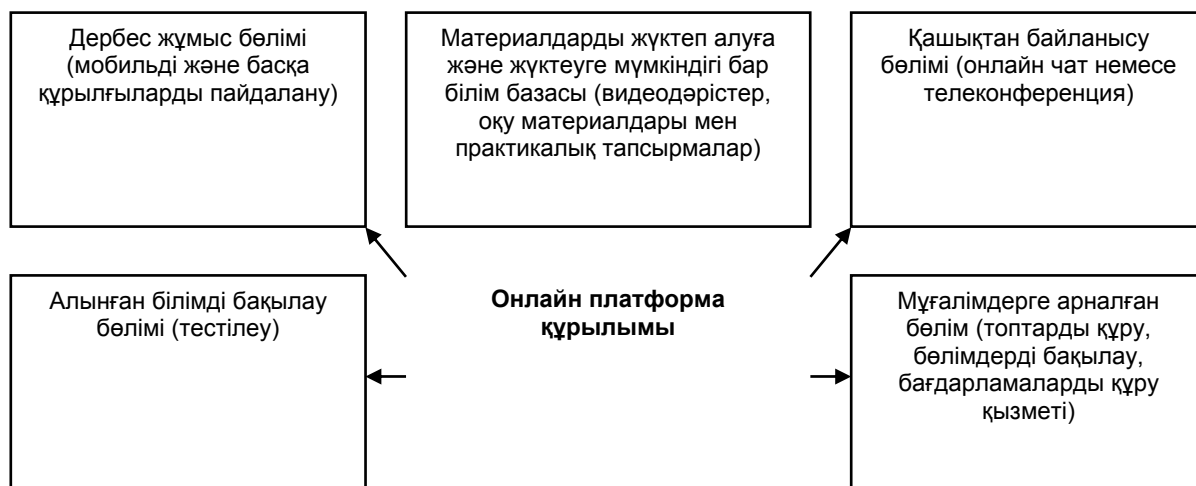 Дербес жұмыс бөлімі
(мобильді және басқа
құрылғыларды пайдалану)
Материалдарды жүктеп алуға
және жүктеуге мүмкіндігі бар
білім базасы (видеодәрістер,
оқу материалдары мен
практикалық тапсырмалар)
Қашықтан байланысу
бөлімі (онлайн чат немесе
телеконференция)
Алынған білімді бақылау
бөлімі (тестілеу)
Онлайн платформа
құрылымы
Мұғалімдерге арналған
бөлім (топтарды құру,
бөлімдерді бақылау,
бағдарламаларды құру
қызметі)